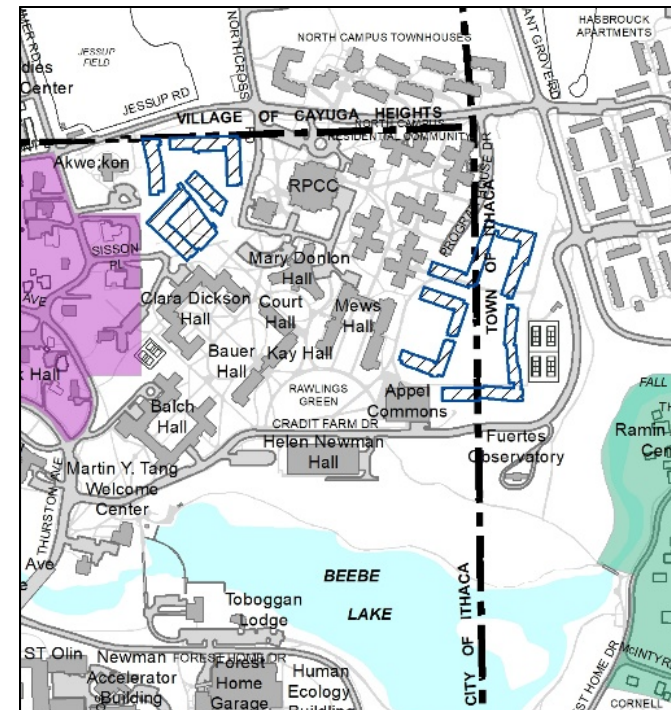 HASBROUCK
APARTMENTS
JESSUP
FIELD
NORTH CAMPUS TOWNHOUSES
Center
JESSUP RD
NORTHCROSS
RD
VILLAGE OF CAYUGA HEIGHTS
NORTH CAMPUS
RESIDENTIAL COMMUNITY
Akwe:kon
RPCC
PROGRAM HOUSE DR
TOWN OF ITHACA
SISSON
PL
AVE
Mary Donlon
Hall
Clara Dickson
Hall
Court
Hall
Mews
Hall
Bauer
Hall
Kay Hall
Hall
RAWLINGS
GREEN
Appel
Commons
FALL
Balch
Hall
CRADIT FARM DR
Helen Newman
Hall
Fuertes
Observatory
Martin Y. Tang
Welcome
Center
THURSTON AVE
Ave
BEEBE
LAKE
CITY OF ITHACA
Toboggan
Lodge
ST Olin
Newman
Accelerator
Building
FOREST HOME DR
Forest
Home
Garage
Human
Ecology
CORNELL